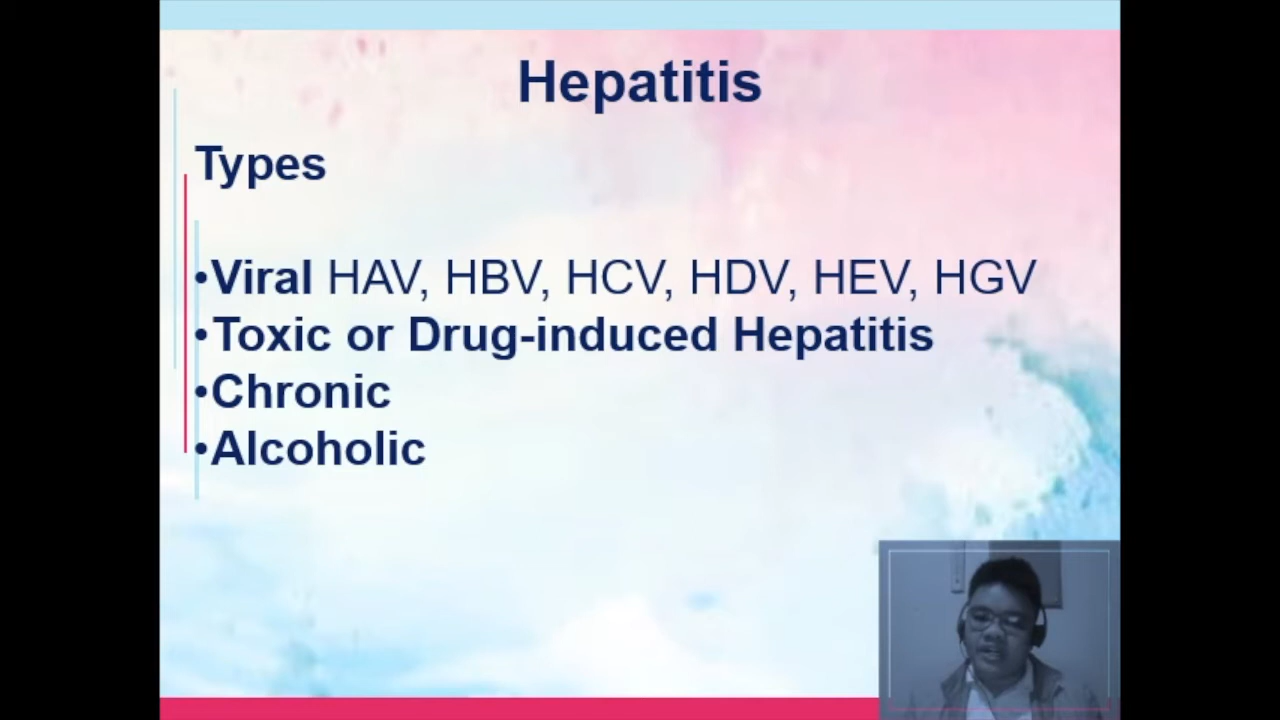 Hepatitis
Types
•Viral HAV, HBV, HCV, HDV, HEV, HGV
•Toxic or Drug-induced Hepatitis
•Chronic
•Alcoholic